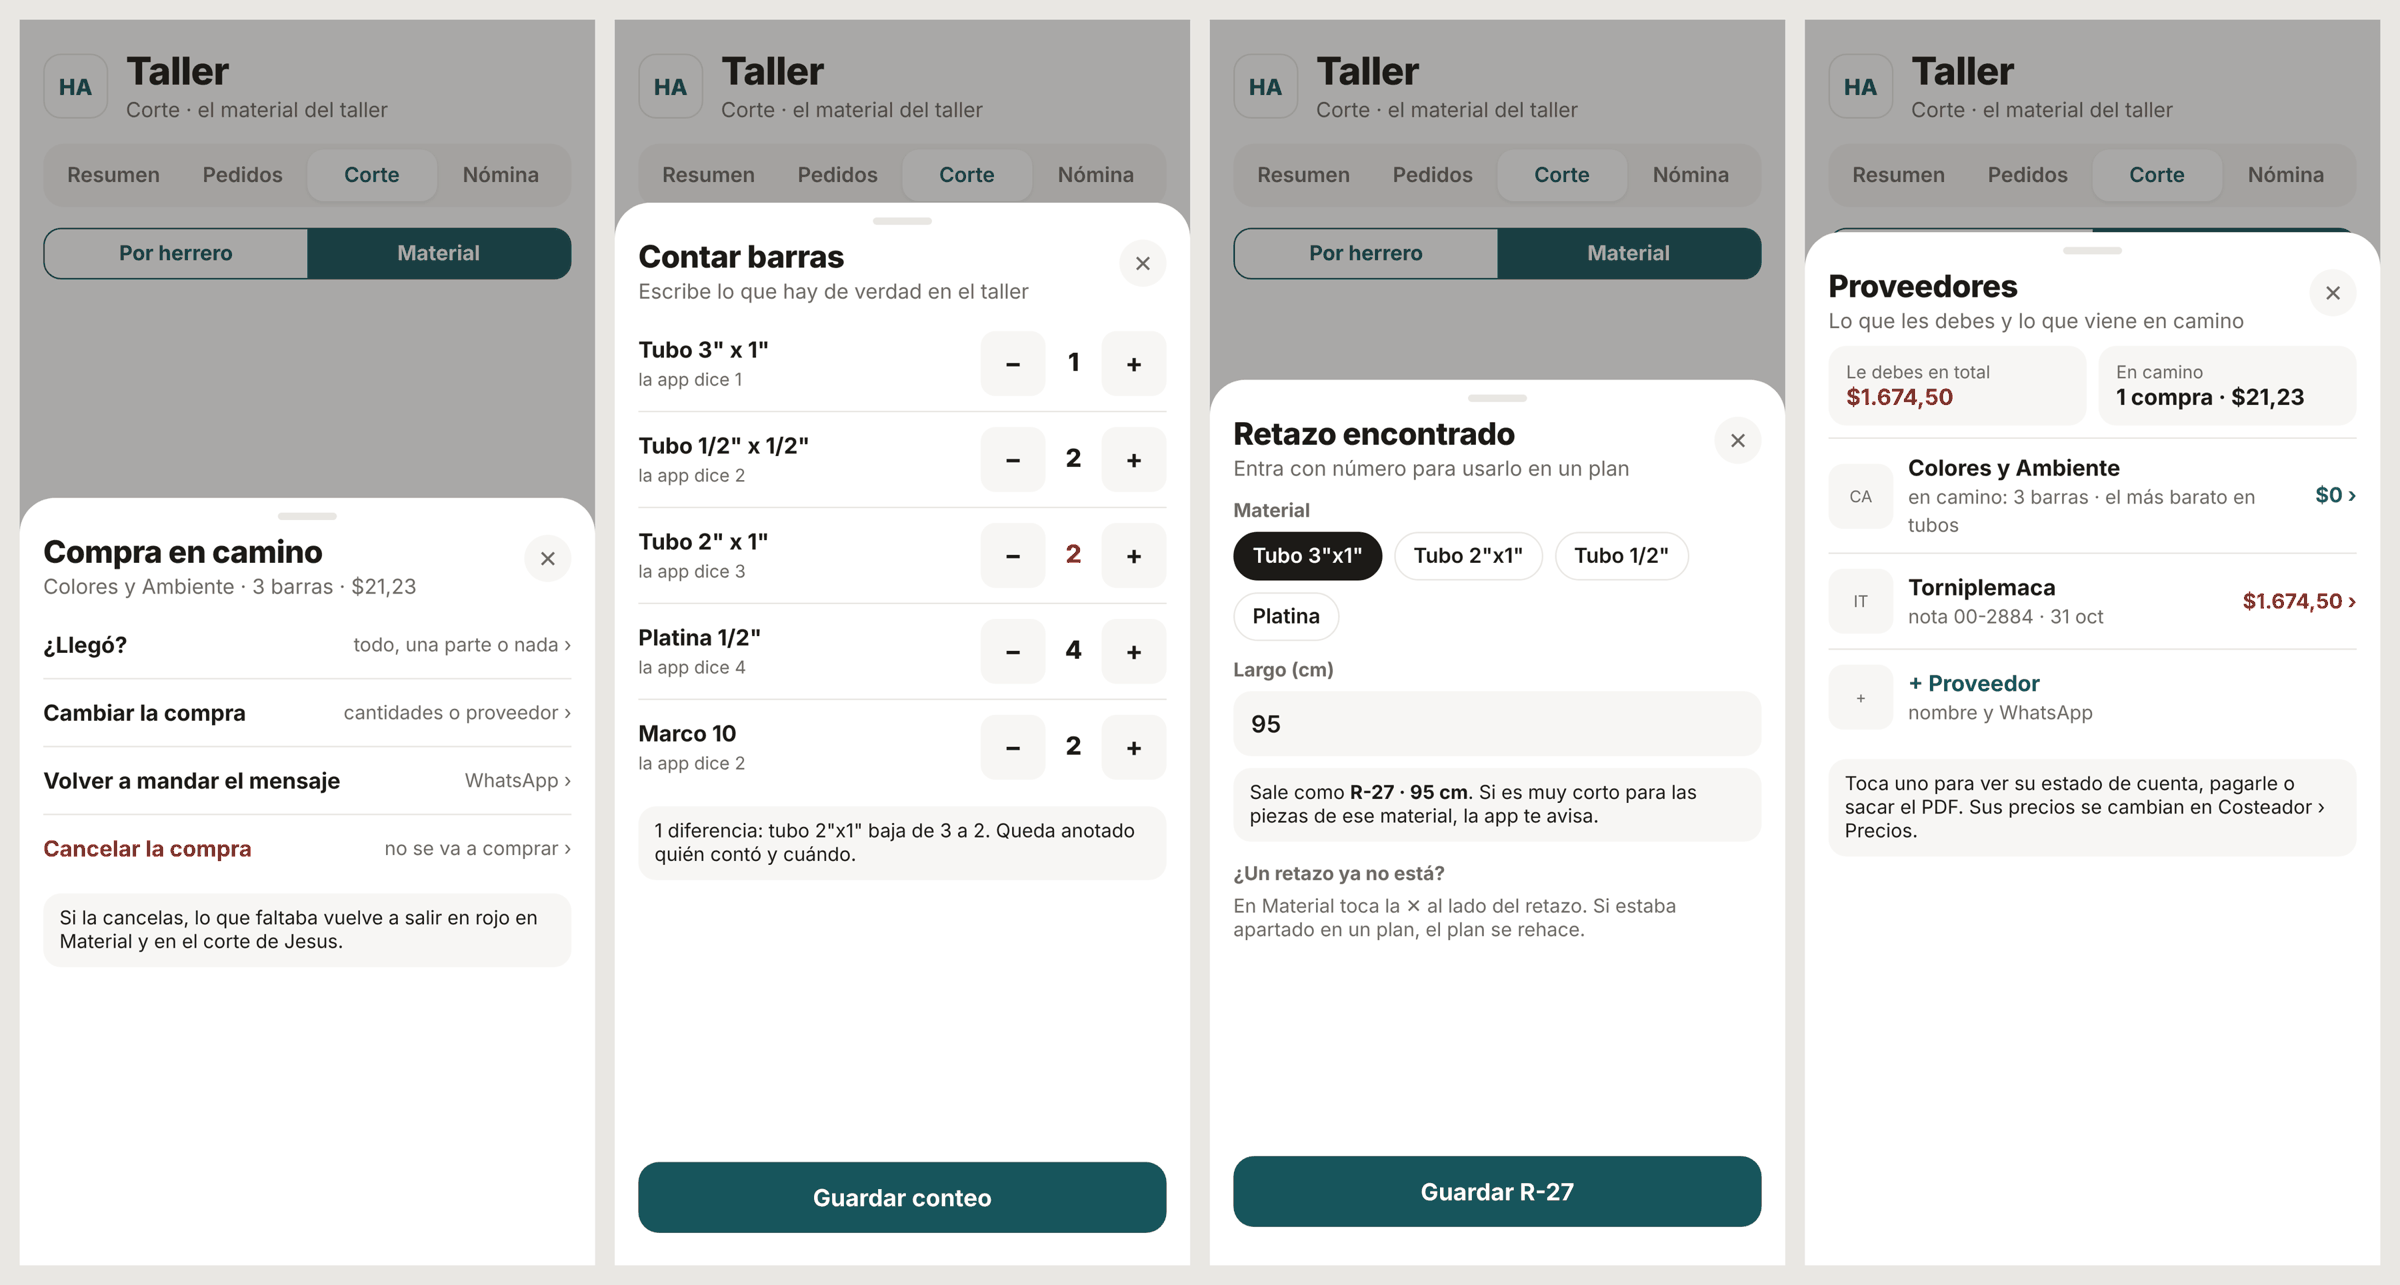 HA
Taller
Corte · el material del taller
Resumen Pedidos Corte Nómina
Por herrero Material
Compra en camino
×
Colores y Ambiente · 3 barras · $21,23
¿Llegó? todo, una parte o nada ›
Cambiar la compra cantidades o proveedor ›
Volver a mandar el mensaje WhatsApp ›
Cancelar la compra no se va a comprar ›
Si la cancelas, lo que faltaba vuelve a salir en rojo en
Material y en el corte de Jesus.
HA
Taller
Corte · el material del taller
Resumen Pedidos Corte Nómina
Contar barras
×
Escribe lo que hay de verdad en el taller
Tubo 3" x 1"
la app dice 1
− 1 +
Tubo 1/2" x 1/2"
la app dice 2
− 2 +
Tubo 2" x 1"
la app dice 3
− 2 +
Platina 1/2"
la app dice 4
− 4 +
Marco 10
la app dice 2
− 2 +
1 diferencia: tubo 2"x1" baja de 3 a 2. Queda anotado
quién contó y cuándo.
Guardar conteo
HA
Taller
Corte · el material del taller
Resumen Pedidos Corte Nómina
Por herrero Material
Retazo encontrado
×
Entra con número para usarlo en un plan
Material
Tubo 3"x1" Tubo 2"x1" Tubo 1/2"
Platina
Largo (cm)
95
Sale como R-27 · 95 cm. Si es muy corto para las
piezas de ese material, la app te avisa.
¿Un retazo ya no está?
En Material toca la × al lado del retazo. Si estaba
apartado en un plan, el plan se rehace.
Guardar R-27
HA
Taller
Corte · el material del taller
Resumen Pedidos Corte Nómina
Proveedores
×
Lo que les debes y lo que viene en camino
Le debes en total
$1.674,50
En camino
1 compra · $21,23
CA
Colores y Ambiente
en camino: 3 barras · el más barato en
tubos
$0 ›
IT
Torniplemaca
nota 00-2884 · 31 oct
$1.674,50 ›
+
+ Proveedor
nombre y WhatsApp
Toca uno para ver su estado de cuenta, pagarle o
sacar el PDF. Sus precios se cambian en Costeador ›
Precios.